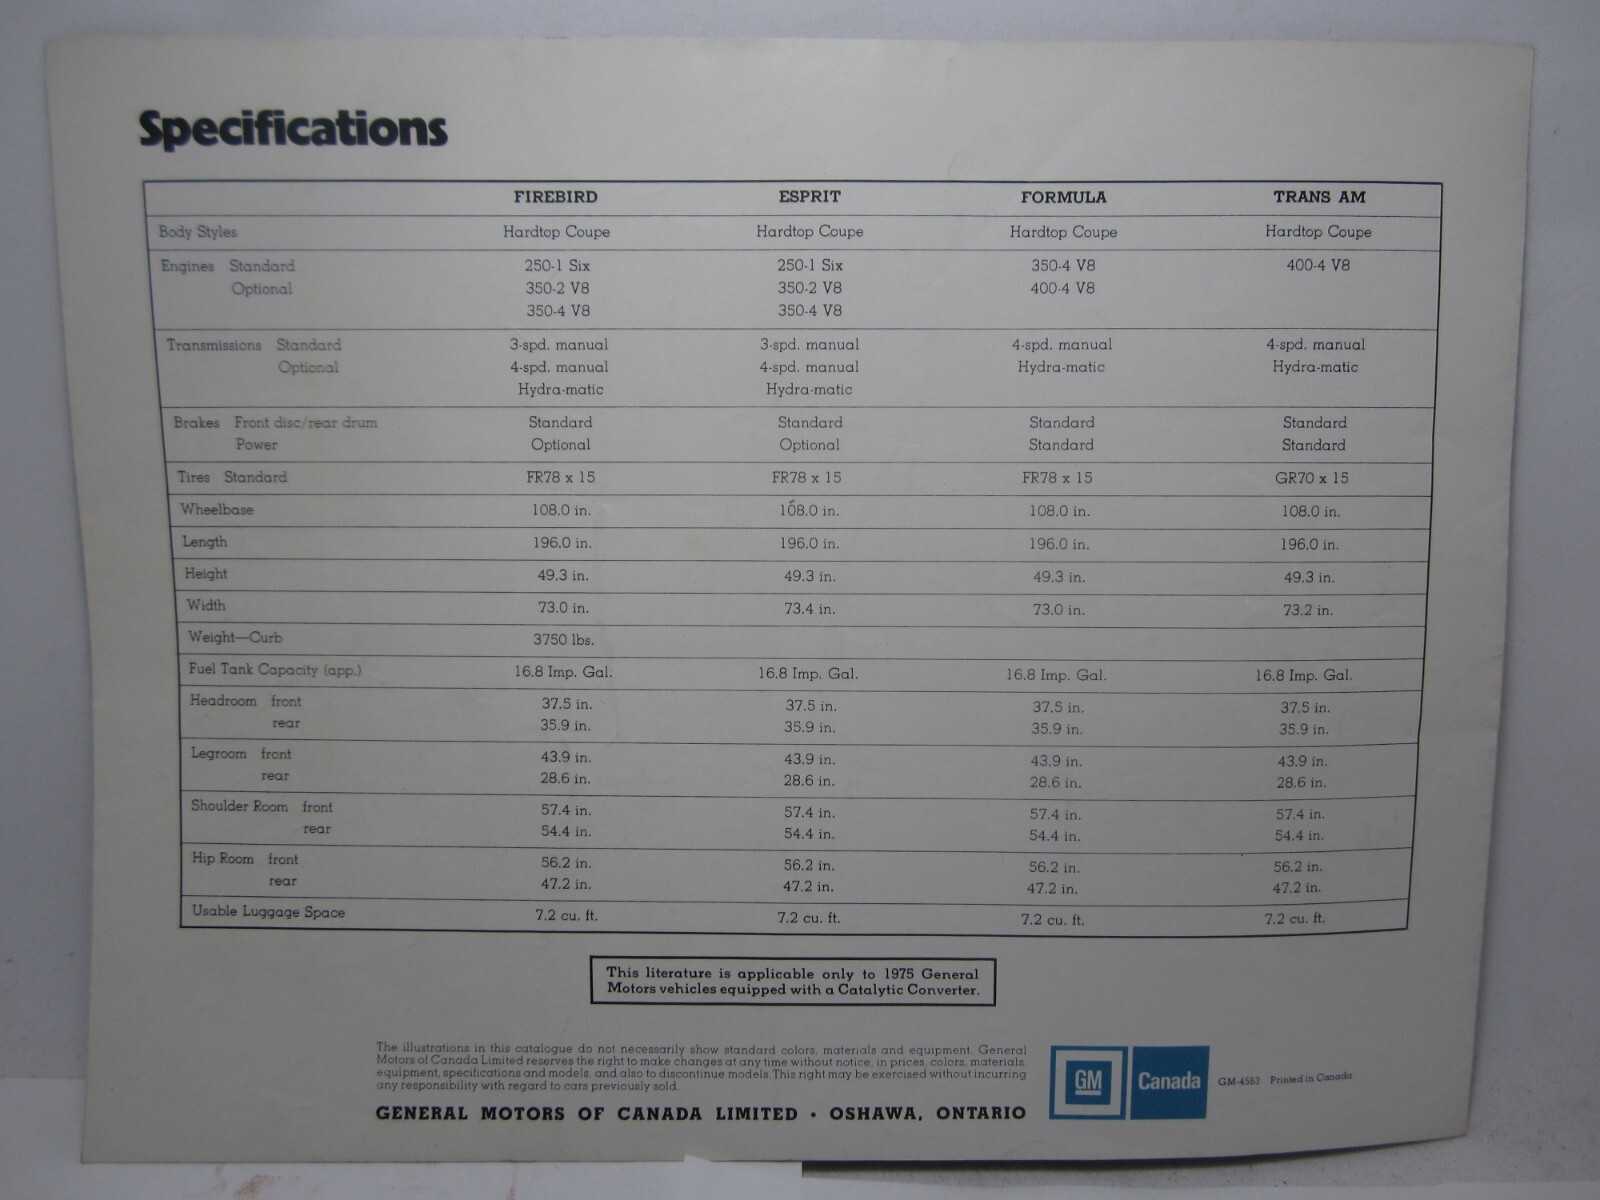 Specifications
FIREBIRD ESPRIT FORMULA TRANS AM
Body Styles Hardtop Coupe Hardtop Coupe Hardtop Coupe Hardtop Coupe
Engines Standard 250-1 Six 250-1 Six 350-4 V8 400-4 V8
Optional 350-2 V8 350-2 V8 400-4 V8
350-4 V8 350-4 V8
Transmissions Standard 3-spd. manual 3-spd. manual 4-spd. manual 4-spd. manual
Optional 4-spd. manual 4-spd. manual Hydra-matic Hydra-matic
Hydra-matic Hydra-matic
Brakes Front disc/rear drum Standard Standard Standard Standard
Power Optional Optional Standard Standard
Tires Standard FR78 x 15 FR78 x 15 FR78 x 15 GR70 x 15
Wheelbase 108.0 in. 108.0 in. 108.0 in. 108.0 in.
Length 196.0 in. 196.0 in. 196.0 in. 196.0 in.
Height 49.3 in. 49.3 in. 49.3 in. 49.3 in.
Width 73.0 in. 73.4 in. 73.0 in. 73.2 in.
Weight—Curb 3750 lbs.
Fuel Tank Capacity (app.) 16.8 Imp. Gal. 16.8 Imp. Gal. 16.8 Imp. Gal. 16.8 Imp. Gal.
Headroom front 37.5 in. 37.5 in. 37.5 in. 37.5 in.
rear 35.9 in. 35.9 in. 35.9 in. 35.9 in.
Legroom front 43.9 in. 43.9 in. 43.9 in. 43.9 in.
rear 28.6 in. 28.6 in. 28.6 in. 28.6 in.
Shoulder Room front 57.4 in. 57.4 in. 57.4 in. 57.4 in.
rear 54.4 in. 54.4 in. 54.4 in. 54.4 in.
Hip Room front 56.2 in. 56.2 in. 56.2 in. 56.2 in.
rear 47.2 in. 47.2 in. 47.2 in. 47.2 in.
Usable Luggage Space 7.2 cu. ft. 7.2 cu. ft. 7.2 cu. ft. 7.2 cu. ft.
This literature is applicable only to 1975 General
Motors vehicles equipped with a Catalytic Converter.
The illustrations in this catalogue do not necessarily show standard colors, materials and equipment. General
Motors of Canada Limited reserves the right to make changes at any time without notice, in prices, colors, materials,
equipment, specifications and models, and also to discontinue models. This right may be exercised without incurring
any responsibility with regard to cars previously sold.
GENERAL MOTORS OF CANADA LIMITED • OSHAWA, ONTARIO
GM Canada
GM-4563 Printed in Canada